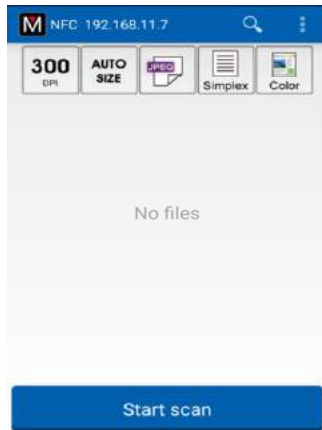 M NFC 192.168.11.7
300 DPI AUTO SIZE JPEG Simplex Color
No files
Start scan